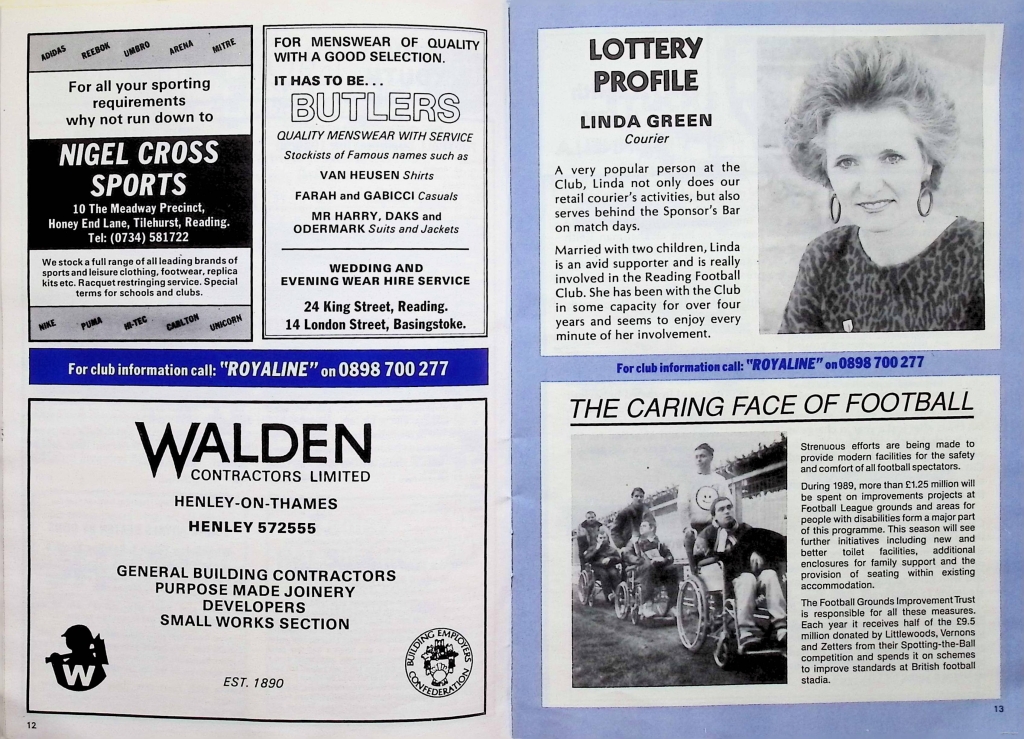 ADIDAS REEBOK UMBRO ARENA MITRE
For all your sporting
requirements
why not run down to
NIGEL CROSS
SPORTS
10 The Meadway Precinct,
Honey End Lane, Tilehurst, Reading.
Tel: (0734) 581722
We stock a full range of all leading brands of
sports and leisure clothing, footwear, replica
kits etc. Racquet restringing service. Special
terms for schools and clubs.
NIKE PUMA HI-TEC CARLTON UNICORN
FOR MENSWEAR OF QUALITY
WITH A GOOD SELECTION.
IT HAS TO BE...
BUTLERS
QUALITY MENSWEAR WITH SERVICE
Stockists of Famous names such as
VAN HEUSEN Shirts
FARAH and GABICCI Casuals
MR HARRY, DAKS and
ODERMARK Suits and Jackets
WEDDING AND
EVENING WEAR HIRE SERVICE
24 King Street, Reading.
14 London Street, Basingstoke.
For club information call: "ROYALINE" on 0898 700 277
WALDEN
CONTRACTORS LIMITED
HENLEY-ON-THAMES
HENLEY 572555
GENERAL BUILDING CONTRACTORS
PURPOSE MADE JOINERY
DEVELOPERS
SMALL WORKS SECTION
W
EST. 1890
BUILDING EMPLOYERS
CONFEDERATION
12
LOTTERY
PROFILE
LINDA GREEN
Courier
A very popular person at the
Club, Linda not only does our
retail courier's activities, but also
serves behind the Sponsor's Bar
on match days.
Married with two children, Linda
is an avid supporter and is really
involved in the Reading Football
Club. She has been with the Club
in some capacity for over four
years and seems to enjoy every
minute of her involvement.
For club information call: "ROYALINE" on 0898 700 277
THE CARING FACE OF FOOTBALL
Strenuous efforts are being made to
provide modern facilities for the safety
and comfort of all football spectators.
During 1989, more than £1.25 million will
be spent on improvements projects at
Football League grounds and areas for
people with disabilities form a major part
of this programme. This season will see
further initiatives including new and
better toilet facilities, additional
enclosures for family support and the
provision of seating within existing
accommodation.
The Football Grounds Improvement Trust
is responsible for all these measures.
Each year it receives half of the £9.5
million donated by Littlewoods, Vernons
and Zetters from their Spotting-the-Ball
competition and spends it on schemes
to improve standards at British football
stadia.
13